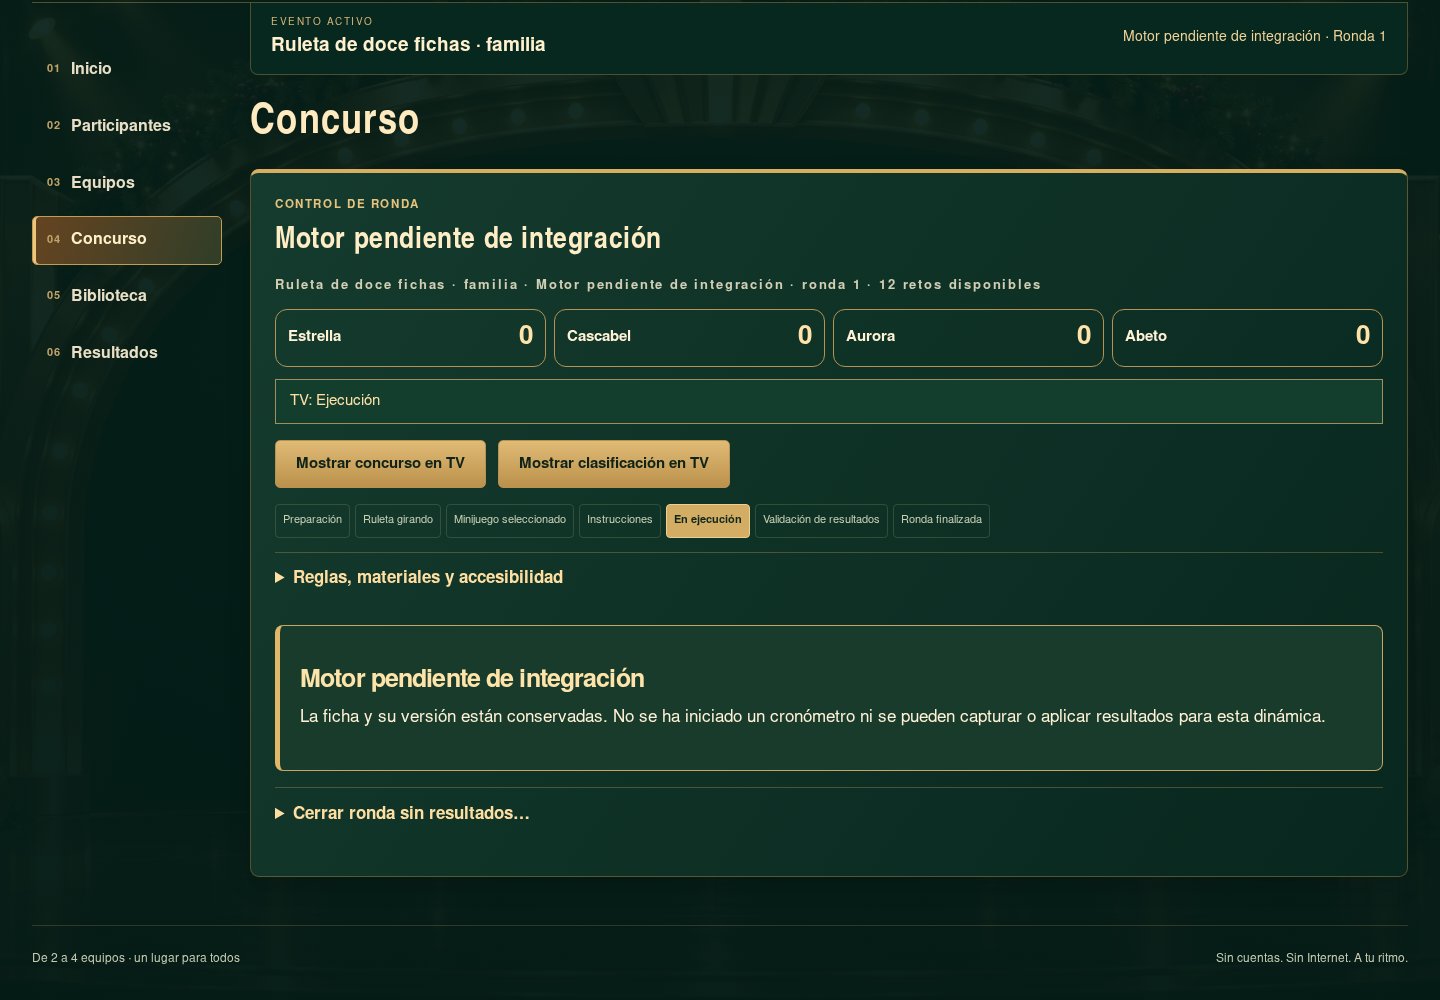 EVENTO ACTIVO
Ruleta de doce fichas · familia
Motor pendiente de integración · Ronda 1
01 Inicio
02 Participantes
03 Equipos
04 Concurso
05 Biblioteca
06 Resultados
Concurso
CONTROL DE RONDA
Motor pendiente de integración
Ruleta de doce fichas · familia · Motor pendiente de integración · ronda 1 · 12 retos disponibles
Estrella 0
Cascabel 0
Aurora 0
Abeto 0
TV: Ejecución
Mostrar concurso en TV
Mostrar clasificación en TV
Preparación
Ruleta girando
Minijuego seleccionado
Instrucciones
En ejecución
Validación de resultados
Ronda finalizada
Reglas, materiales y accesibilidad
Motor pendiente de integración
La ficha y su versión están conservadas. No se ha iniciado un cronómetro ni se pueden capturar o aplicar resultados para esta dinámica.
Cerrar ronda sin resultados…
De 2 a 4 equipos · un lugar para todos
Sin cuentas. Sin Internet. A tu ritmo.